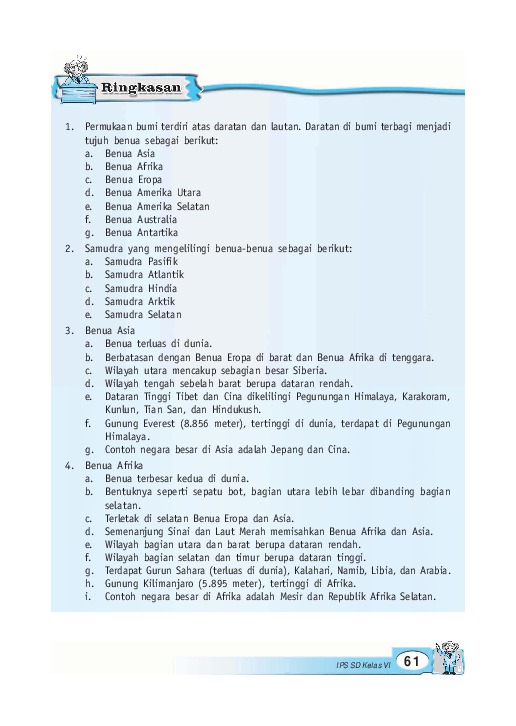 Ringkasan
1. Permukaan bumi terdiri atas daratan dan lautan. Daratan di bumi terbagi menjadi
tujuh benua sebagai berikut:
a. Benua Asia
b. Benua Afrika
c. Benua Eropa
d. Benua Amerika Utara
e. Benua Amerika Selatan
f. Benua Australia
g. Benua Antartika
2. Samudra yang mengelilingi benua-benua sebagai berikut:
a. Samudra Pasifik
b. Samudra Atlantik
c. Samudra Hindia
d. Samudra Arktik
e. Samudra Selatan
3. Benua Asia
a. Benua terluas di dunia.
b. Berbatasan dengan Benua Eropa di barat dan Benua Afrika di tenggara.
c. Wilayah utara mencakup sebagian besar Siberia.
d. Wilayah tengah sebelah barat berupa dataran rendah.
e. Dataran Tinggi Tibet dan Cina dikelilingi Pegunungan Himalaya, Karakoram,
Kunlun, Tian San, dan Hindukush.
f. Gunung Everest (8.856 meter), tertinggi di dunia, terdapat di Pegunungan
Himalaya.
g. Contoh negara besar di Asia adalah Jepang dan Cina.
4. Benua Afrika
a. Benua terbesar kedua di dunia.
b. Bentuknya seperti sepatu bot, bagian utara lebih lebar dibanding bagian
selatan.
c. Terletak di selatan Benua Eropa dan Asia.
d. Semenanjung Sinai dan Laut Merah memisahkan Benua Afrika dan Asia.
e. Wilayah bagian utara dan barat berupa dataran rendah.
f. Wilayah bagian selatan dan timur berupa dataran tinggi.
g. Terdapat Gurun Sahara (terluas di dunia), Kalahari, Namib, Libia, dan Arabia.
h. Gunung Kilimanjaro (5.895 meter), tertinggi di Afrika.
i. Contoh negara besar di Afrika adalah Mesir dan Republik Afrika Selatan.
IPS SD Kelas VI 61